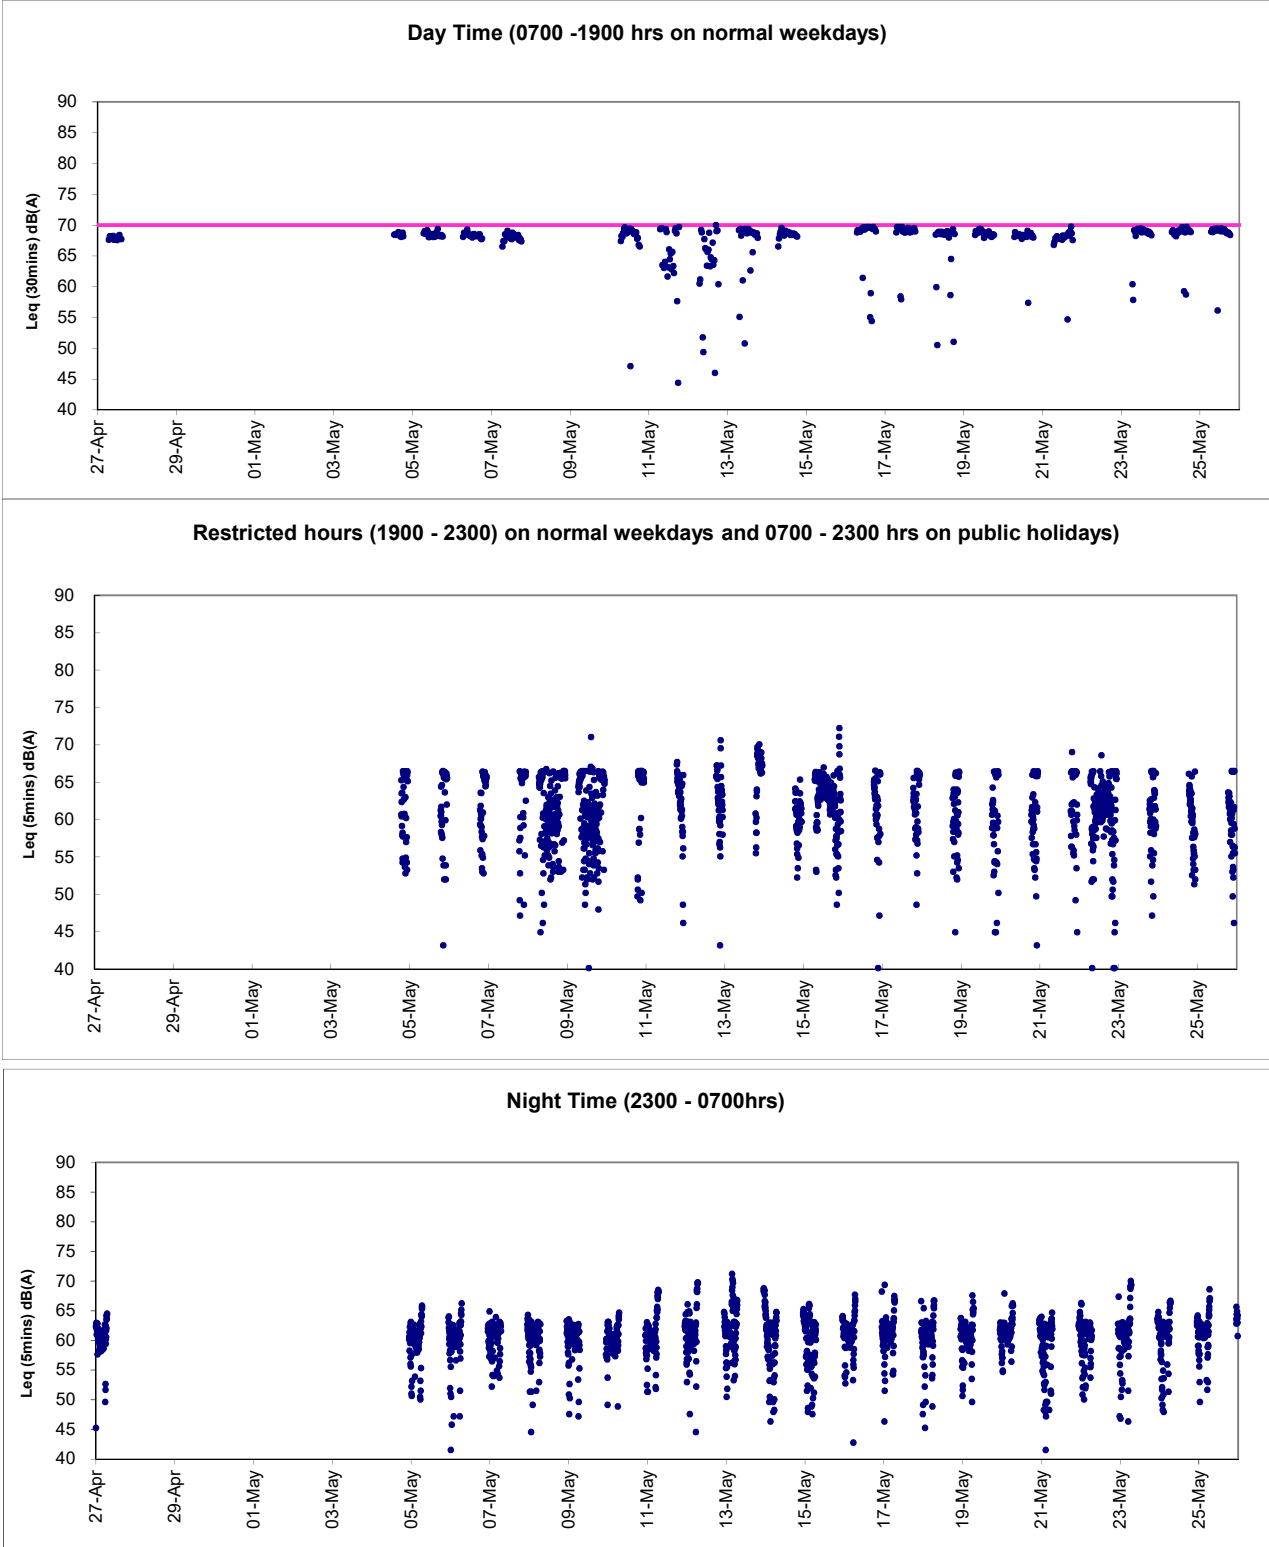 Day Time (0700 -1900 hrs on normal weekdays)
Leq (30mins) dB(A)
90
85
80
75
70
65
60
55
50
45
40
27-Apr
29-Apr
01-May
03-May
05-May
07-May
09-May
11-May
13-May
15-May
17-May
19-May
21-May
23-May
25-May
Restricted hours (1900 - 2300) on normal weekdays and 0700 - 2300 hrs on public holidays)
Leq (5mins) dB(A)
90
85
80
75
70
65
60
55
50
45
40
27-Apr
29-Apr
01-May
03-May
05-May
07-May
09-May
11-May
13-May
15-May
17-May
19-May
21-May
23-May
25-May
Night Time (2300 - 0700hrs)
Leq (5mins) dB(A)
90
85
80
75
70
65
60
55
50
45
40
27-Apr
29-Apr
01-May
03-May
05-May
07-May
09-May
11-May
13-May
15-May
17-May
19-May
21-May
23-May
25-May